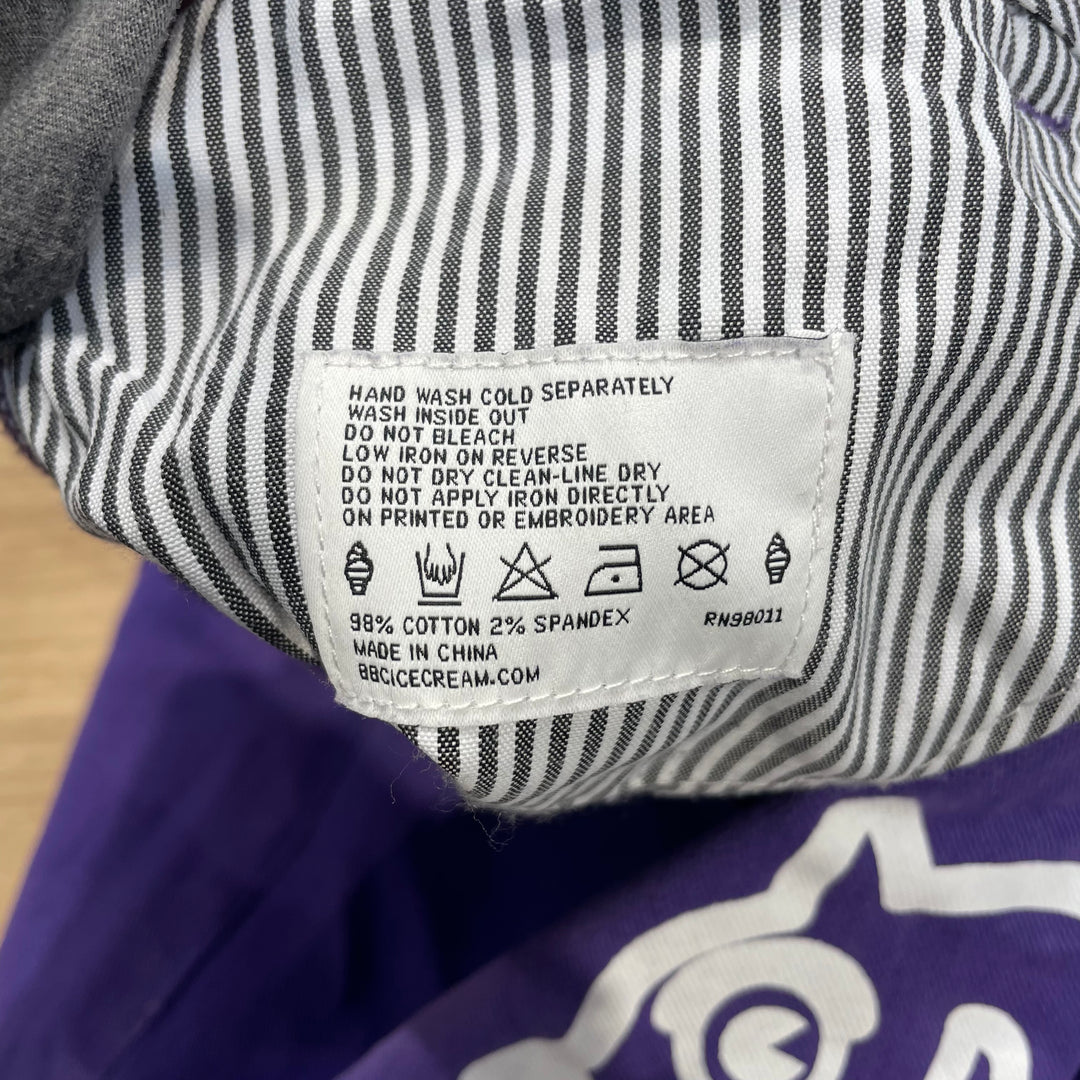 HAND WASH COLD SEPARATELY
WASH INSIDE OUT
DO NOT BLEACH
LOW IRON ON REVERSE
DO NOT DRY CLEAN-LINE DRY
DO NOT APPLY IRON DIRECTLY
ON PRINTED OR EMBROIDERY AREA
98% COTTON 2% SPANDEX RN98011
MADE IN CHINA
BBCICECREAM.COM